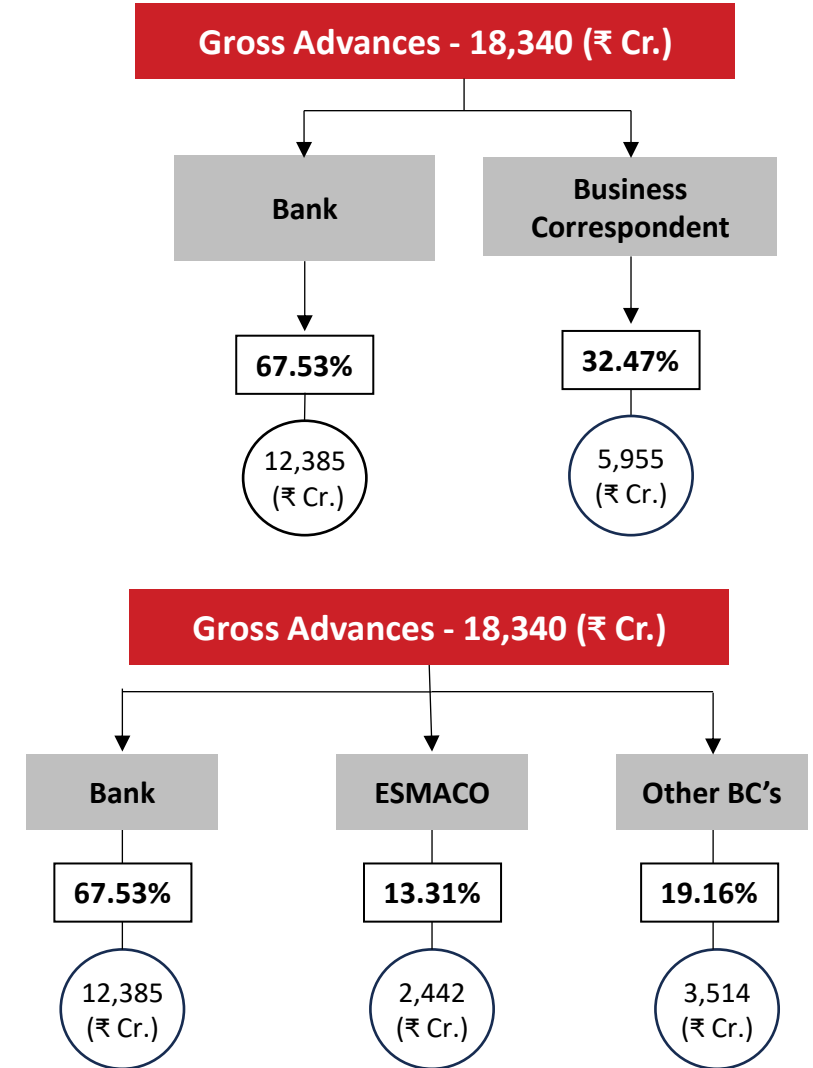 Gross Advances - 18,340 (₹ Cr.)
Bank
Business
Correspondent
67.53%
32.47%
12,385
(₹ Cr.)
5,955
(₹ Cr.)
Gross Advances - 18,340 (₹ Cr.)
Bank
ESMACO
Other BC’s
67.53%
13.31%
19.16%
12,385
(₹ Cr.)
2,442
(₹ Cr.)
3,514
(₹ Cr.)